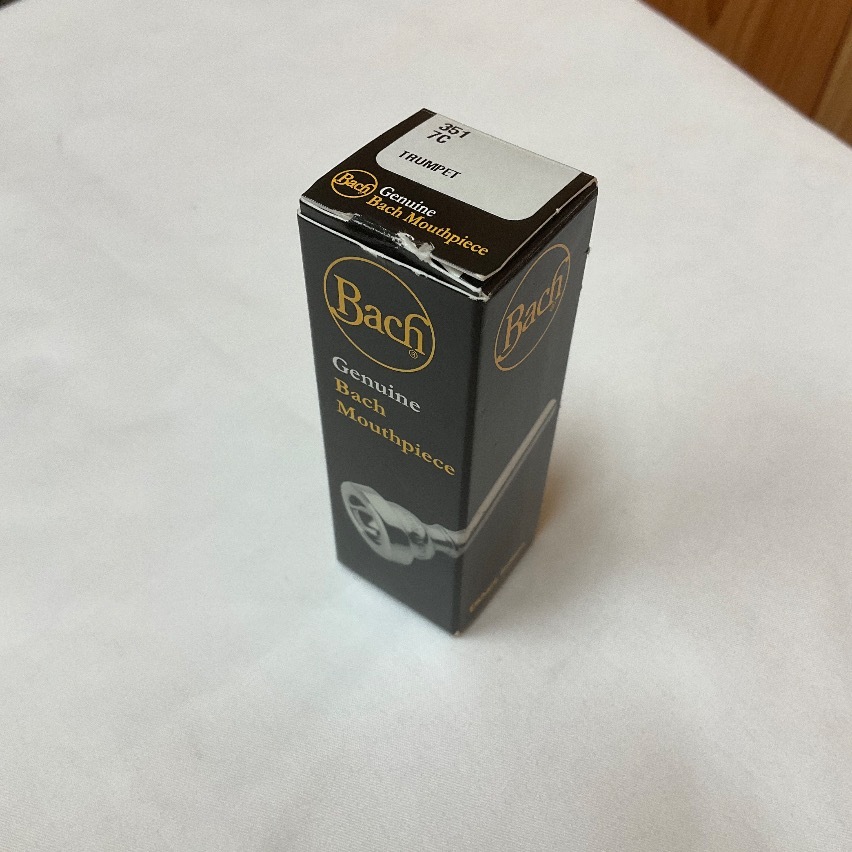 351
7C
TRUMPET
Bach
Genuine
Bach Mouthpiece
Bach
®
Genuine
Bach
Mouthpiece
Bach